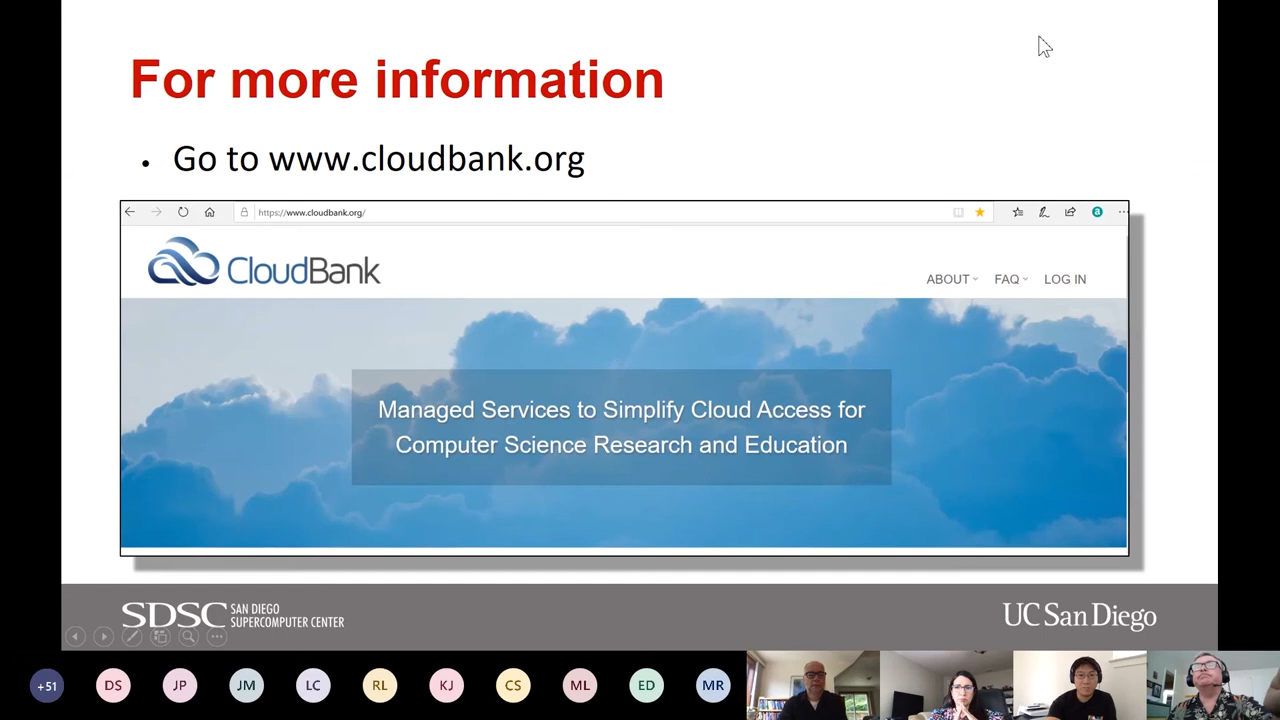 For more information
• Go to www.cloudbank.org
https://www.cloudbank.org/
a
CloudBank
ABOUT FAQ LOG IN
Managed Services to Simplify Cloud Access for
Computer Science Research and Education
SDSC SAN DIEGO
SUPERCOMPUTER CENTER
UC San Diego
+51 DS JP JM LC RL KJ CS ML ED MR